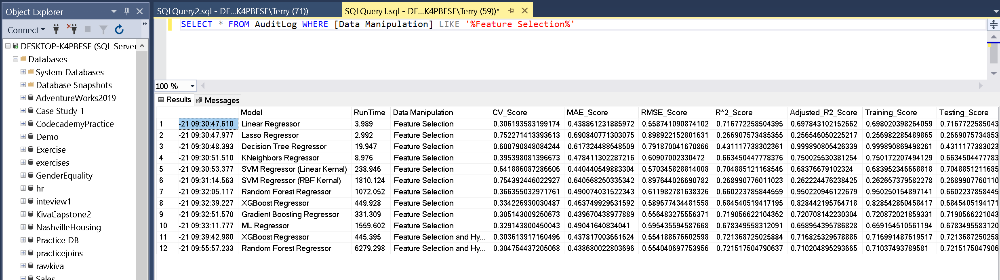 Object Explorer
Connect
DESKTOP-K4PBESE (SQL Server
Databases
System Databases
Database Snapshots
AdventureWorks2019
Case Study 1
CodecademyPractice
Demo
Exercise
exercises
GenderEquality
hr
inteview1
KivaCapstone2
NashvilleHousing
Practice DB
practicejoins
rawkiva
Sales
SQLQuery2.sql - DE...K4PBESE\Terry (71))
SQLQuery1.sql - DE...K4PBESE\Terry (59))*
SELECT * FROM AuditLog WHERE [Data Manipulation] LIKE '%Feature Selection%'
100 %
Results Messages
Model RunTime Data Manipulation CV_Score MAE_Score RMSE_Score R^2_Score Adjusted_R2_Score Training_Score Testing_Score
1 -21 09:30:47.610 Linear Regressor 3.989 Feature Selection 0.306193583199174 0.438861231885972 0.558741090874102 0.716772258504395 0.697843102152662 0.698020398264059 0.7167722585043
2 -21 09:30:47.977 Lasso Regressor 2.992 Feature Selection 0.752271413393613 0.690840771303075 0.898922152801631 0.266907573485355 0.256546050225217 0.256982285489865 0.2669075734853
3 -21 09:30:48.393 Decision Tree Regressor 19.947 Feature Selection 0.600790848084244 0.617324488548509 0.791870041670866 0.431117738302361 0.999890805426339 0.999890869498261 0.4311177383023
4 -21 09:30:51.510 KNeighbors Regressor 8.976 Feature Selection 0.395398081396673 0.478411302287216 0.60907002330472 0.663450447778376 0.750025530381254 0.750172207494129 0.6634504477783
5 -21 09:30:53.377 SVM Regressor (Linear Kernal) 238.946 Feature Selection 0.641886087286606 0.440440549883304 0.570345828814008 0.704885121168546 0.68376679102324 0.683952346668818 0.7048851211685
6 -21 09:31:14.563 SVM Regressor (RBF Kernal) 1810.124 Feature Selection 0.754392446022927 0.640568250335342 0.897644026690782 0.268990776011023 0.262224476238425 0.262657379582278 0.2689907760110
7 -21 09:32:05.117 Random Forest Regressor 1072.052 Feature Selection 0.366355032971761 0.490074031522343 0.611982781638326 0.660223785844559 0.950220946122679 0.950250154897141 0.6602237858445
8 -21 09:32:39.227 XGBoost Regressor 449.928 Feature Selection 0.334226930030487 0.463749929631592 0.589677434481558 0.684540519417195 0.828442195764718 0.828542860458417 0.6845405194171
9 -21 09:32:51.570 Gradient Boosting Regressor 331.309 Feature Selection 0.305143009250673 0.439670438977889 0.556483275556371 0.719056622104352 0.720708142230304 0.720872021859331 0.7190566221043
10 -21 09:33:11.777 ML Regressor 1559.602 Feature Selection 0.329143800450043 0.49041640834041 0.595435594587668 0.678349558312091 0.658954395786828 0.659154510561194 0.6783495583120
11 -21 09:39:42.980 XGBoost Regressor 445.395 Feature Selection and Hy... 0.303613917160496 0.437817003661624 0.554188676602598 0.721368725025884 0.716825329678886 0.716991487619517 0.7213687250258
12 -21 09:55:57.233 Random Forest Regressor 6279.298 Feature Selection and Hy... 0.304754437205068 0.438680022803696 0.554040697753956 0.721517504790637 0.710204895293665 0.71037493789581 0.7215175047906